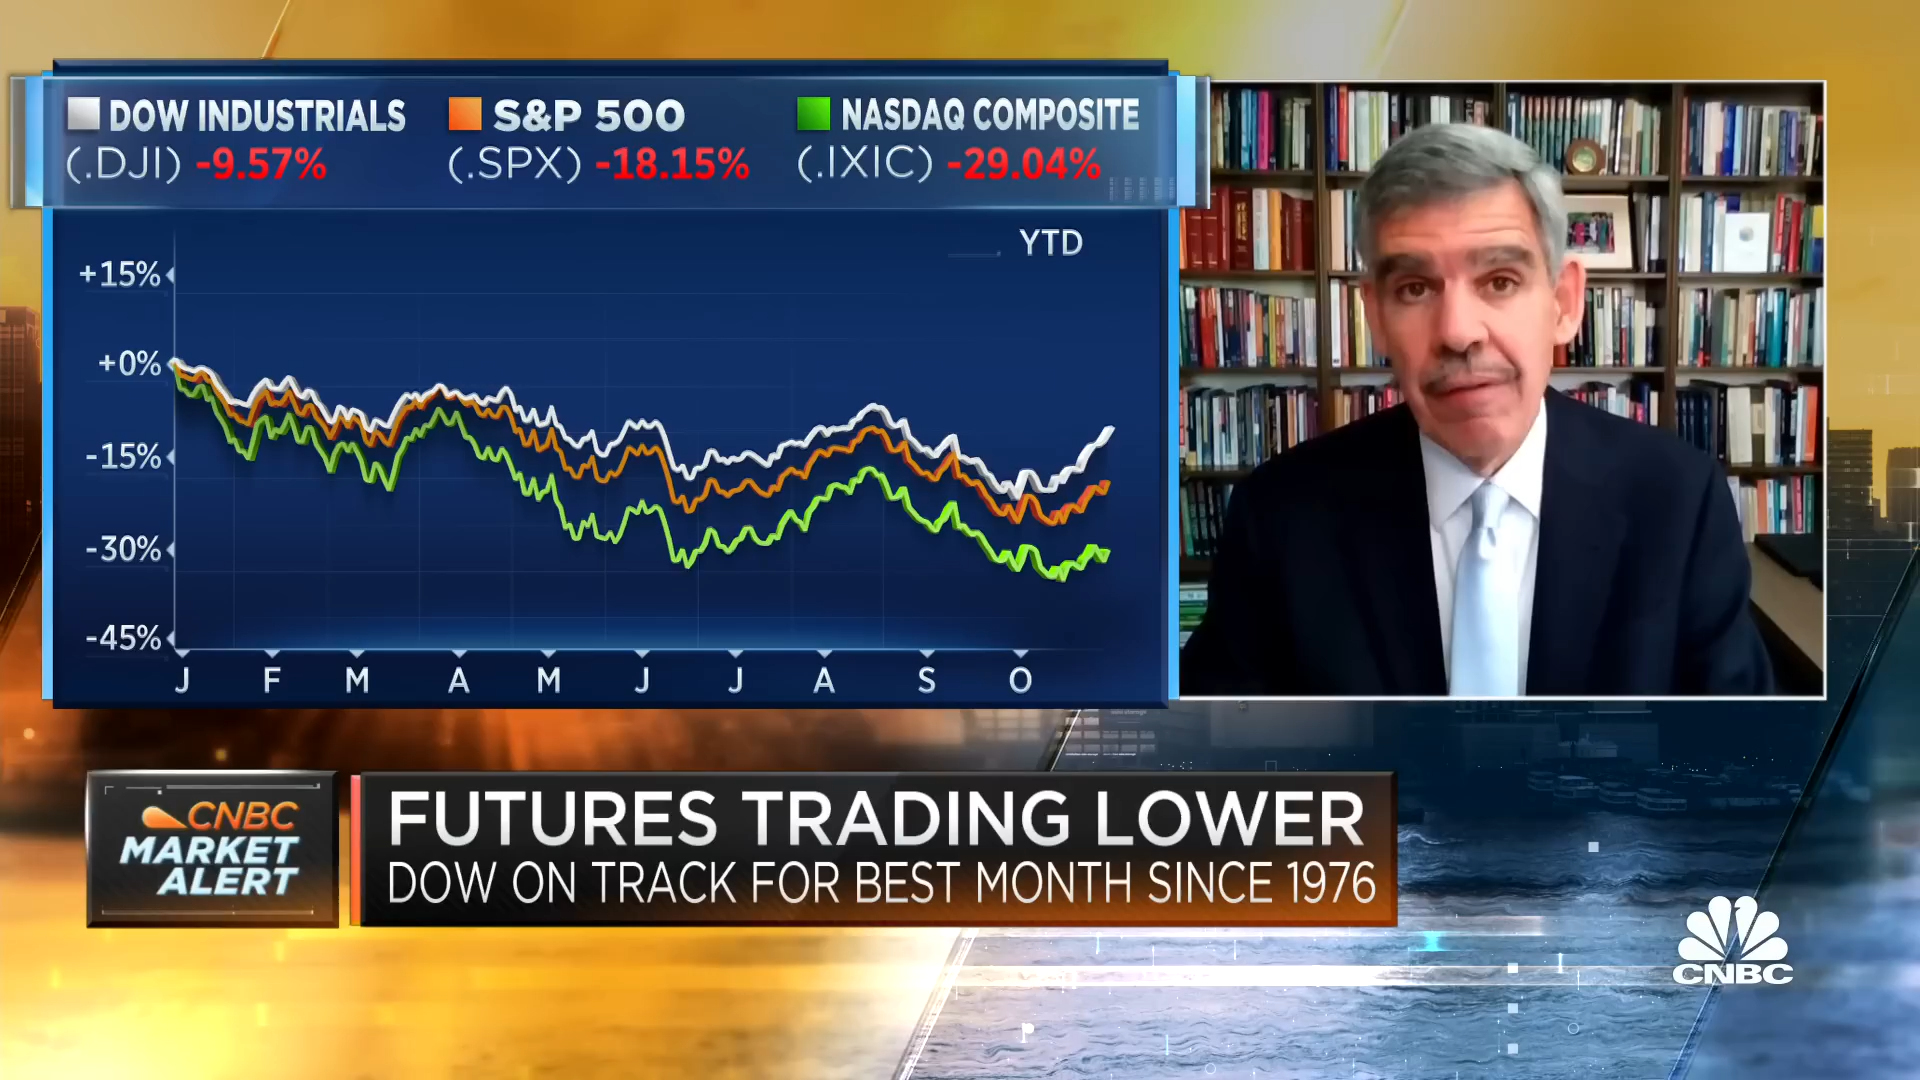 DOW INDUSTRIALS
(.DJI) -9.57%
S&P 500
(.SPX) -18.15%
NASDAQ COMPOSITE
(.IXIC) -29.04%
YTD
+15%
+0%
-15%
-30%
-45%
J F M A M J J A S O
CNBC
MARKET
ALERT
FUTURES TRADING LOWER
DOW ON TRACK FOR BEST MONTH SINCE 1976
CNBC